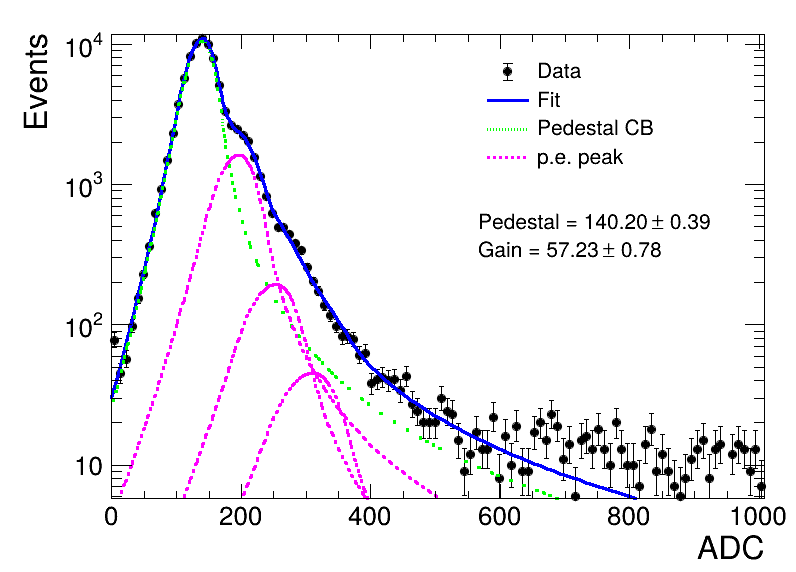 Events
10⁴
10³
10²
10
0
200
400
600
800
1000
ADC
Data
Fit
Pedestal CB
p.e. peak
Pedestal = 140.20 ± 0.39
Gain = 57.23 ± 0.78